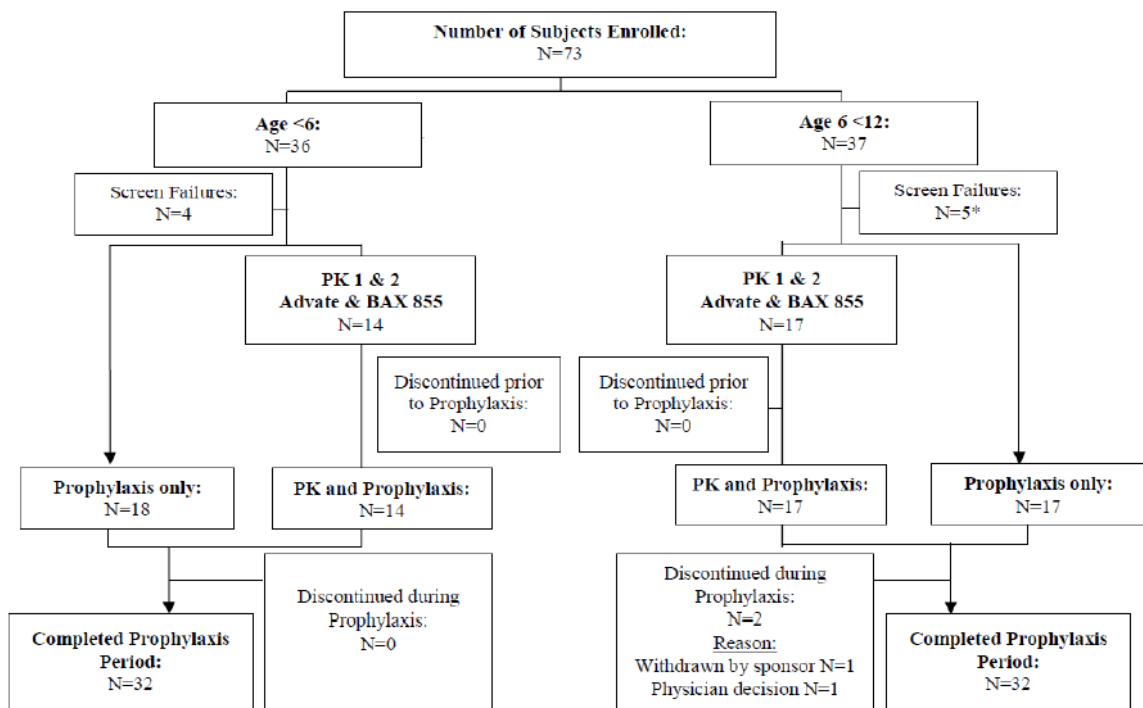 Number of Subjects Enrolled:
N=73
Age <6:
N=36
Age 6 <12:
N=37
Screen Failures:
N=4
Screen Failures:
N=5*
PK 1 & 2
Advate & BAX 855
N=14
PK 1 & 2
Advate & BAX 855
N=17
Discontinued prior
to Prophylaxis:
N=0
Discontinued prior
to Prophylaxis:
N=0
Prophylaxis only:
N=18
PK and Prophylaxis:
N=14
PK and Prophylaxis:
N=17
Prophylaxis only:
N=17
Discontinued during
Prophylaxis:
N=0
Discontinued during
Prophylaxis:
N=2
Reason:
Withdrawn by sponsor N=1
Physician decision N=1
Completed Prophylaxis
Period:
N=32
Completed Prophylaxis
Period:
N=32